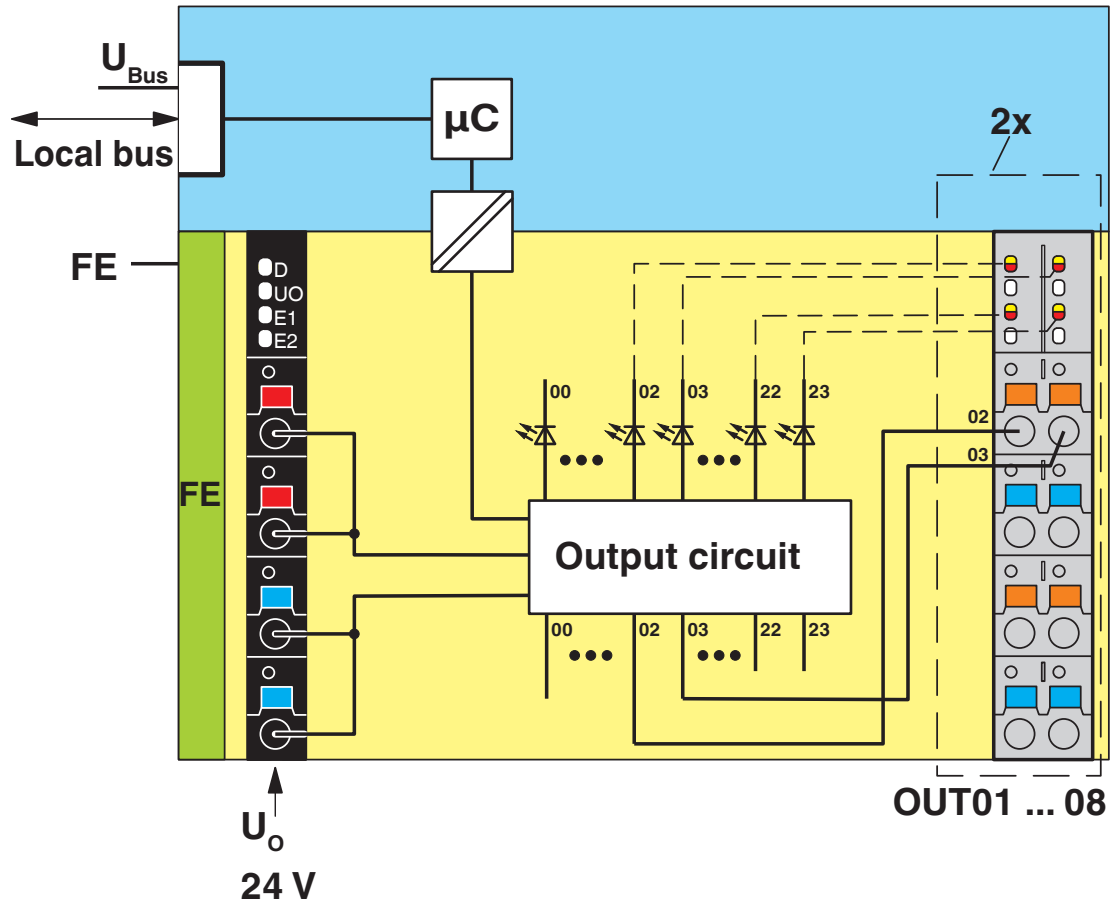 U Bus
Local bus
µC
2x
FE
D
UO
E1
E2
FE
00
02
03
22
23
02
03
Output circuit
00
02
03
22
23
OUT01 ... 08
U O
24 V